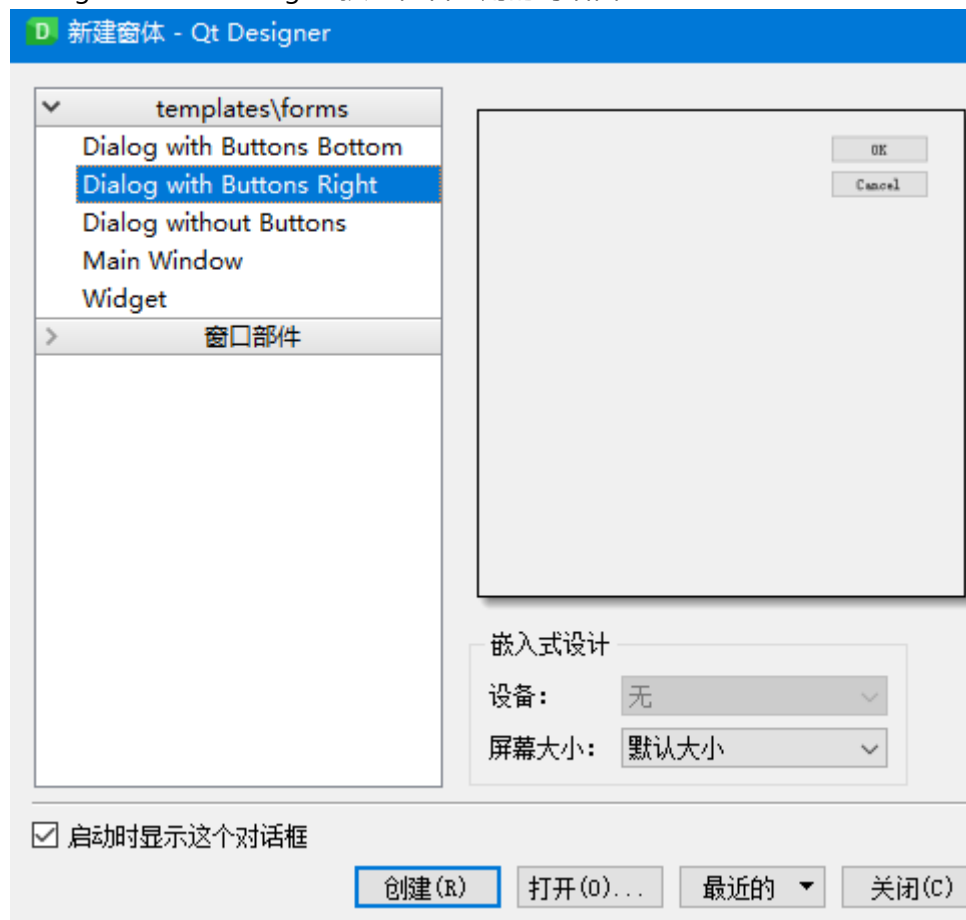 新建窗体 - Qt Designer
templates\forms
Dialog with Buttons Bottom
Dialog with Buttons Right
Dialog without Buttons
Main Window
Widget
窗口部件
OK
Cancel
嵌入式设计
设备：
无
屏幕大小：
默认大小
启动时显示这个对话框
创建(R)
打开(O)...
最近的
关闭(C)